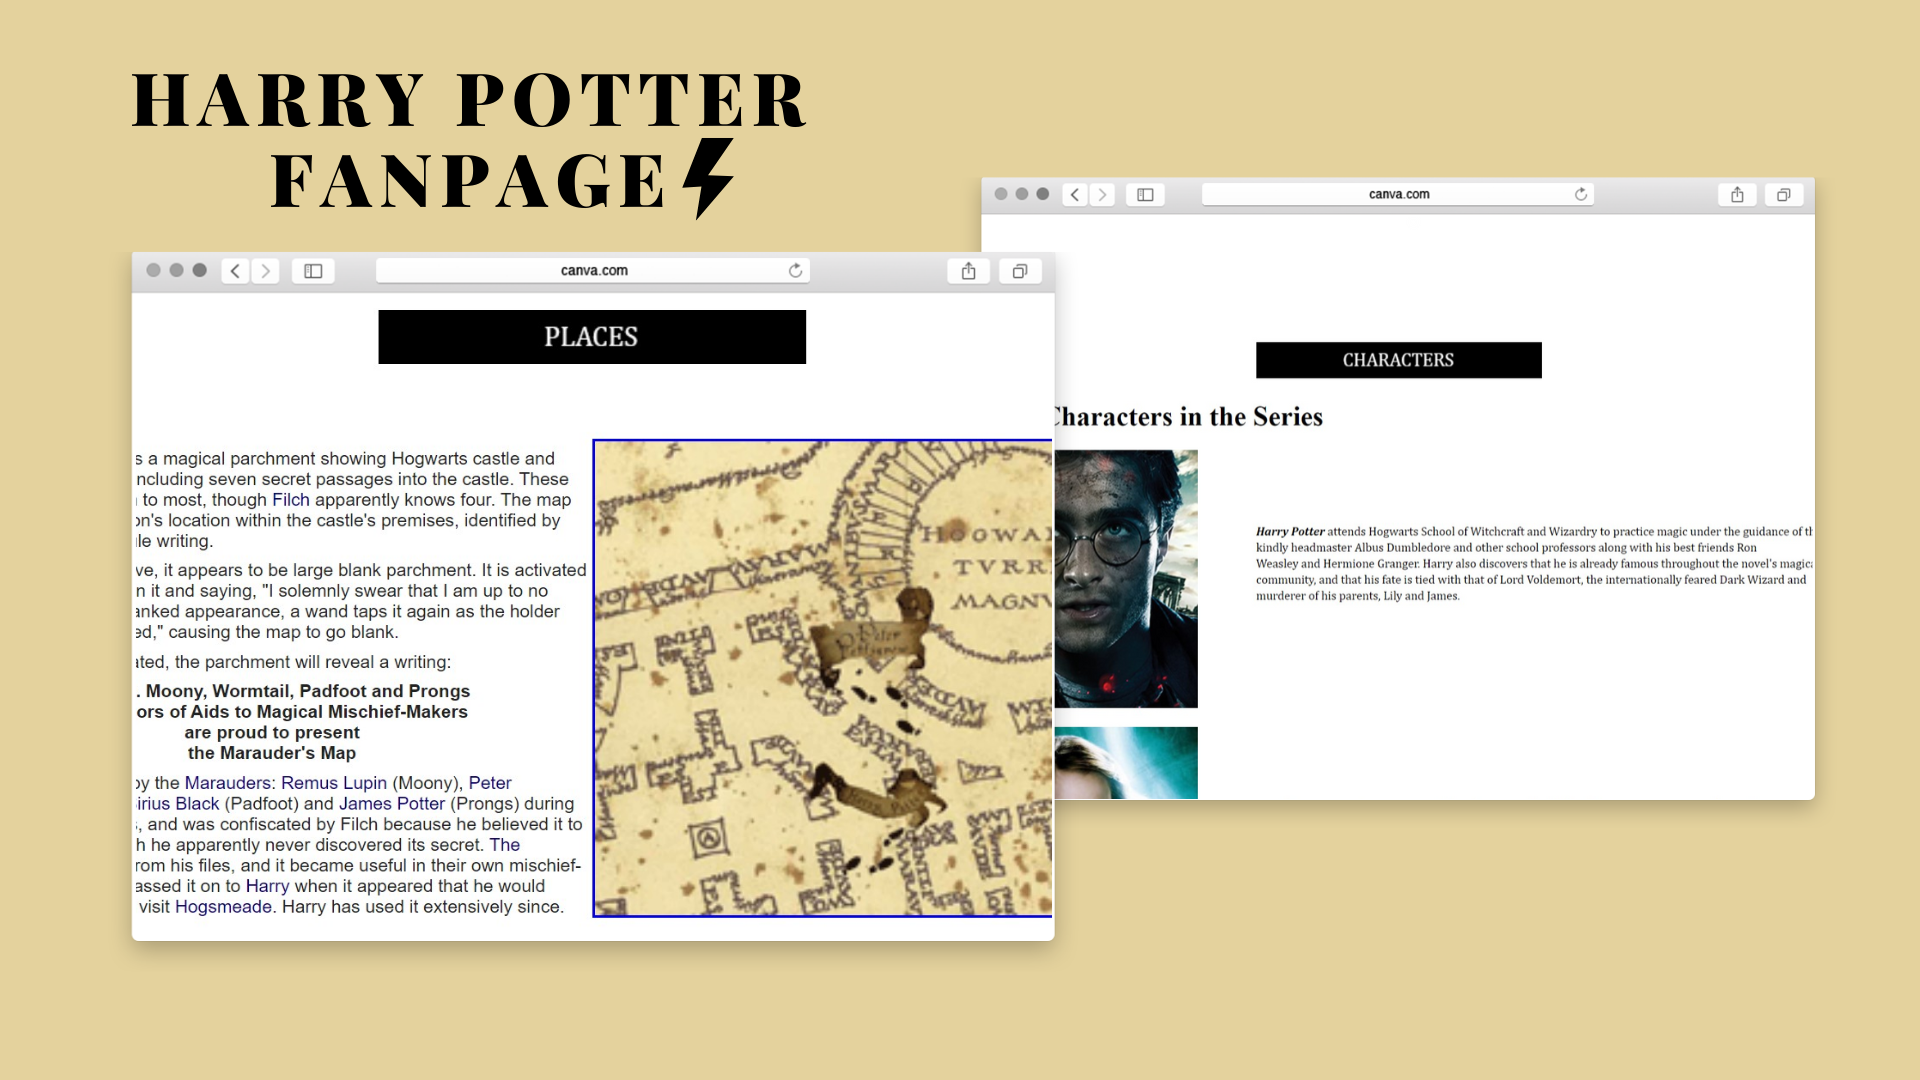 HARRY POTTER
FANPAGE
canva.com
PLACES
s a magical parchment showing Hogwarts castle and
ncluding seven secret passages into the castle. These
to most, though Filch apparently knows four. The map
on's location within the castle's premises, identified by
le writing.
ve, it appears to be large blank parchment. It is activated
n it and saying, "I solemnly swear that I am up to no
anked appearance, a wand taps it again as the holder
ed," causing the map to go blank.
ated, the parchment will reveal a writing:
. Moony, Wormtail, Padfoot and Prongs
ors of Aids to Magical Mischief-Makers
are proud to present
the Marauder's Map
by the Marauders: Remus Lupin (Moony), Peter
irius Black (Padfoot) and James Potter (Prongs) during
s, and was confiscated by Filch because he believed it to
h he apparently never discovered its secret. The
rom his files, and it became useful in their own mischief-
assed it on to Harry when it appeared that he would
visit Hogsmeade. Harry has used it extensively since.
HOGWA
TVRR
MAGNV
Peter
Pettigrew
Harry Potter
canva.com
CHARACTERS
Characters in the Series
Harry Potter attends Hogwarts School of Witchcraft and Wizardry to practice magic under the guidance of th
kindly headmaster Albus Dumbledore and other school professors along with his best friends Ron
Weasley and Hermione Granger. Harry also discovers that he is already famous throughout the novel's magica
community, and that his fate is tied with that of Lord Voldemort, the internationally feared Dark Wizard and
murderer of his parents, Lily and James.